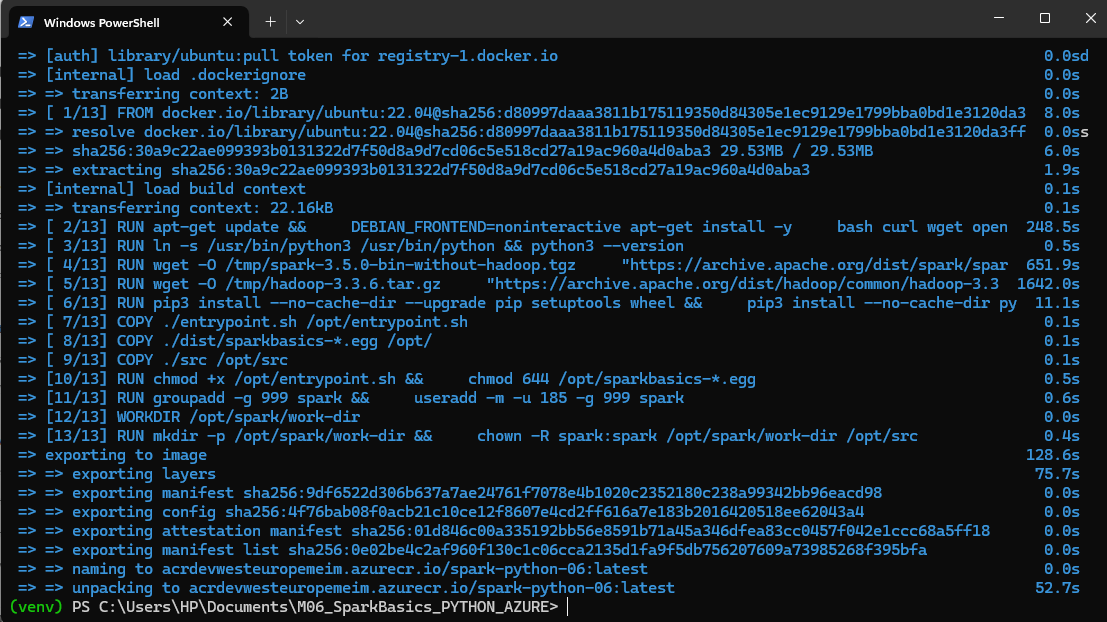 Windows PowerShell
=> [auth] library/ubuntu:pull token for registry-1.docker.io 0.0sd
=> [internal] load .dockerignore 0.0s
=> => transferring context: 2B 0.0s
=> [ 1/13] FROM docker.io/library/ubuntu:22.04@sha256:d80997daaa3811b175119350d84305e1ec9129e1799bba0bd1e3120da3 8.0s
=> => resolve docker.io/library/ubuntu:22.04@sha256:d80997daaa3811b175119350d84305e1ec9129e1799bba0bd1e3120da3ff 0.0ss
=> => sha256:30a9c22ae099393b0131322d7f50d8a9d7cd06c5e518cd27a19ac960a4d0aba3 29.53MB / 29.53MB 6.0s
=> => extracting sha256:30a9c22ae099393b0131322d7f50d8a9d7cd06c5e518cd27a19ac960a4d0aba3 1.9s
=> [internal] load build context 0.1s
=> => transferring context: 22.16kB 0.1s
=> [ 2/13] RUN apt-get update &&     DEBIAN_FRONTEND=noninteractive apt-get install -y     bash curl wget open 248.5s
=> [ 3/13] RUN ln -s /usr/bin/python3 /usr/bin/python && python3 --version 0.5s
=> [ 4/13] RUN wget -O /tmp/spark-3.5.0-bin-without-hadoop.tgz     "https://archive.apache.org/dist/spark/spar 651.9s
=> [ 5/13] RUN wget -O /tmp/hadoop-3.3.6.tar.gz     "https://archive.apache.org/dist/hadoop/common/hadoop-3.3 1642.0s
=> [ 6/13] RUN pip3 install --no-cache-dir --upgrade pip setuptools wheel &&     pip3 install --no-cache-dir py 11.1s
=> [ 7/13] COPY ./entrypoint.sh /opt/entrypoint.sh 0.1s
=> [ 8/13] COPY ./dist/sparkbasics-*.egg /opt/ 0.1s
=> [ 9/13] COPY ./src /opt/src 0.1s
=> [10/13] RUN chmod +x /opt/entrypoint.sh &&     chmod 644 /opt/sparkbasics-*.egg 0.5s
=> [11/13] RUN groupadd -g 999 spark &&     useradd -m -u 185 -g 999 spark 0.6s
=> [12/13] WORKDIR /opt/spark/work-dir 0.0s
=> [13/13] RUN mkdir -p /opt/spark/work-dir &&     chown -R spark:spark /opt/spark/work-dir /opt/src 0.4s
=> exporting to image 128.6s
=> => exporting layers 75.7s
=> => exporting manifest sha256:9df6522d306b637a7ae24761f7078e4b1020c2352180c238a99342bb96eacd98 0.0s
=> => exporting config sha256:4f76bab08f0acb21c10ce12f8607e4cd2ff616a7e183b2016420518ee62043a4 0.0s
=> => exporting attestation manifest sha256:01d846c00a335192bb56e8591b71a45a346dfea83cc0457f042e1ccc68a5ff18 0.0s
=> => exporting manifest list sha256:0e02be4c2af960f130c1c06cca2135d1fa9f5db756207609a73985268f395bfa 0.0s
=> => naming to acrdevwesteuropemeim.azurecr.io/spark-python-06:latest 0.0s
=> => unpacking to acrdevwesteuropemeim.azurecr.io/spark-python-06:latest 52.7s
(venv) PS C:\Users\HP\Documents\M06_SparkBasics_PYTHON_AZURE>